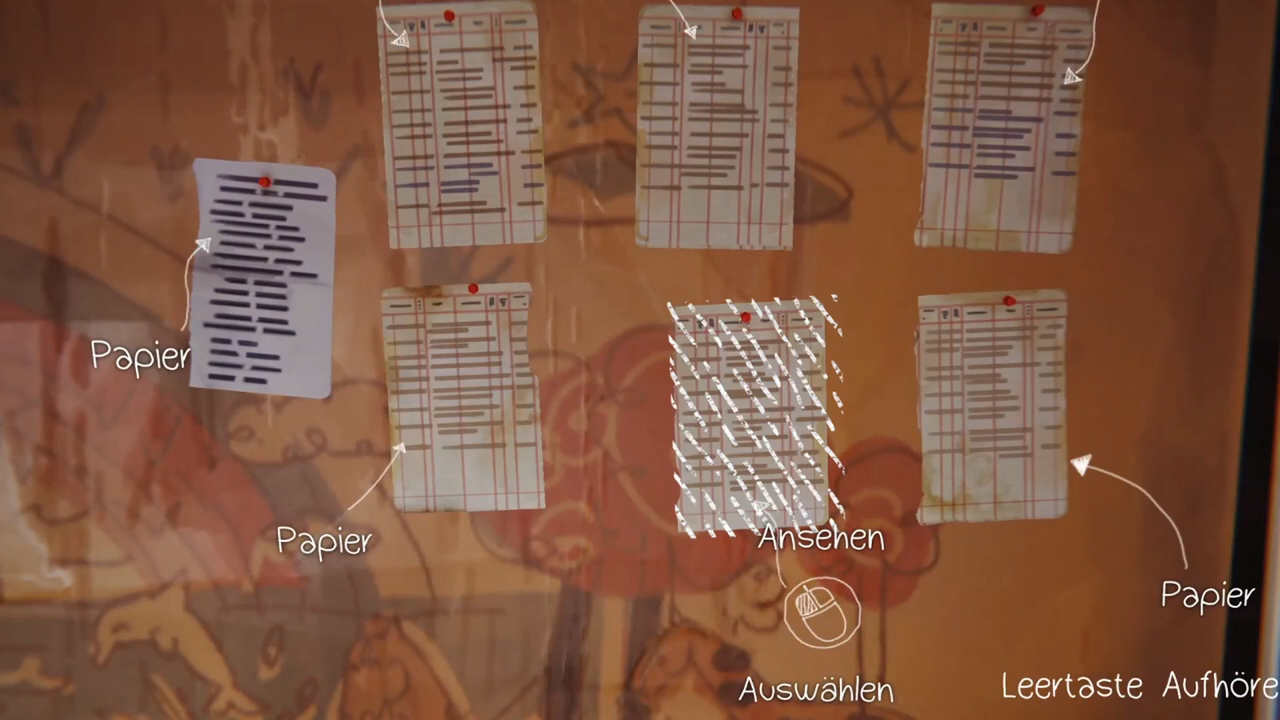 Papier
Papier
Ansehen
Papier
Auswählen
Leertaste Aufhöre